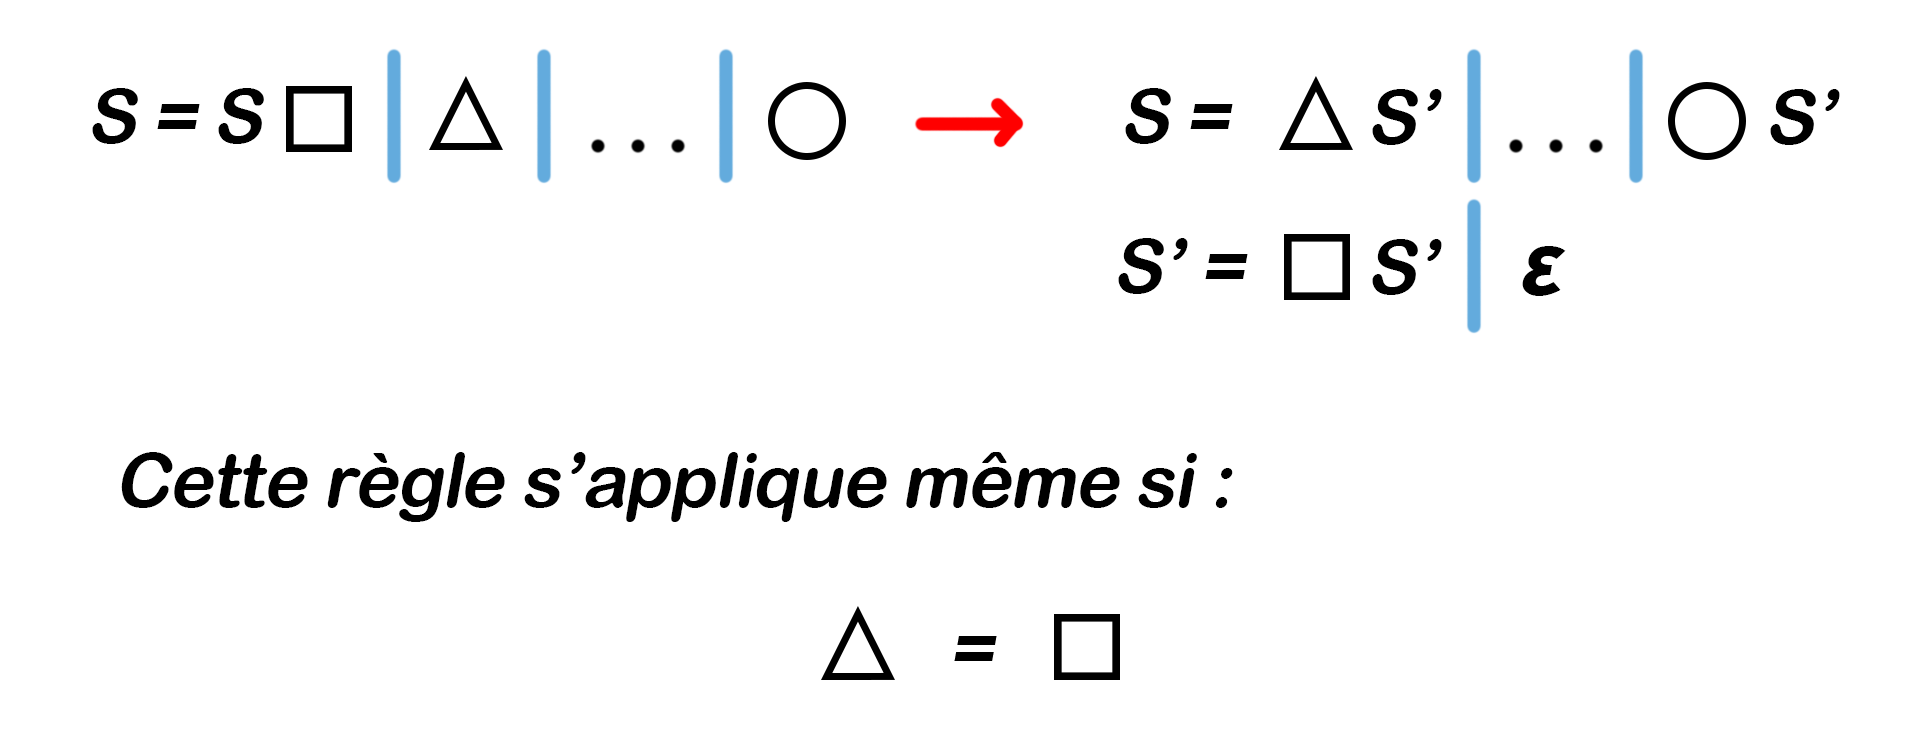 S = S □ | △ | ... | ○ → S = △ S’ | ... | ○ S’
S’ = □ S’ | ε
Cette règle s’applique même si :
△ = □